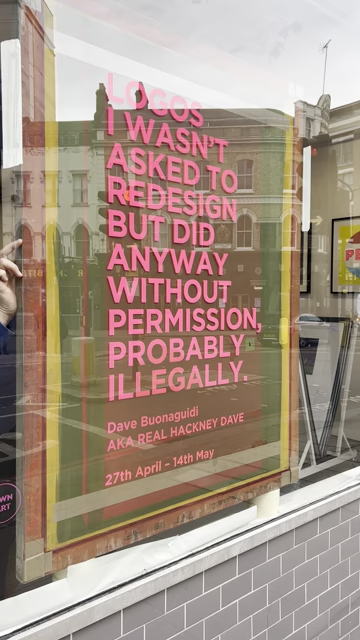 LOGOS
I WASN'T
ASKED TO
REDESIGN
BUT DID
ANYWAY
WITHOUT
PERMISSION,
PROBABLY
ILLEGALLY.
Dave Buonaguidi
AKA REAL HACKNEY DAVE
27th April – 14th May